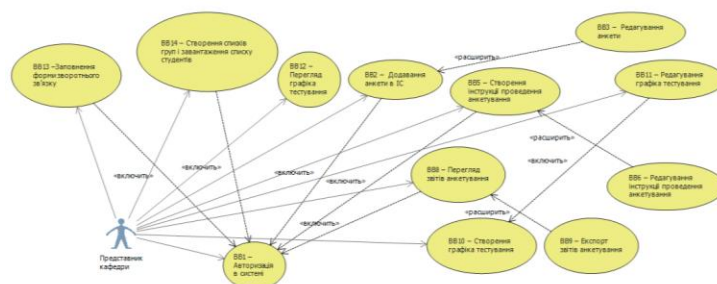 ВВ13 –Заповнення
форми зворотнього
зв'язку
ВВ14 – Створення списків
груп і завантаження списку
студентів
ВВ12 –
Перегляд
графіка
тестування
ВВ2 – Додавання
анкети в ІС
ВВ3 – Редагування
анкети
ВВ5 – Створення
інструкції проведення
анкетування
ВВ11 – Редагування
графіка тестування
«расширить»
«расширить»
«включить»
«включить»
«включить»
«включить»
ВВ8 – Перегляд
звітів анкетування
ВВ6 – Редагування
інструкції проведення
анкетування
«включить»
«расширить»
ВВ10 – Створення
графіка тестування
ВВ9 – Експорт
звітів анкетування
Представник
кафедри
ВВ1 –
Авторизація
в системі